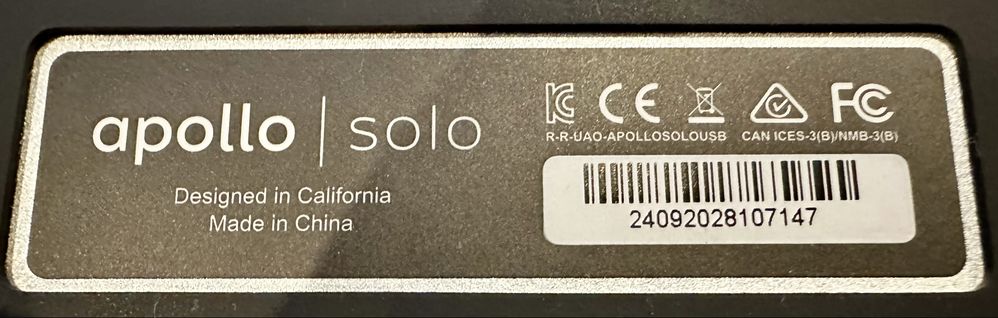 apollo | solo
Designed in California
Made in China
CE FC
R-R-UAO-APOLLOSOLOUSB CAN ICES-3(B)/NMB-3(B)
24092028107147